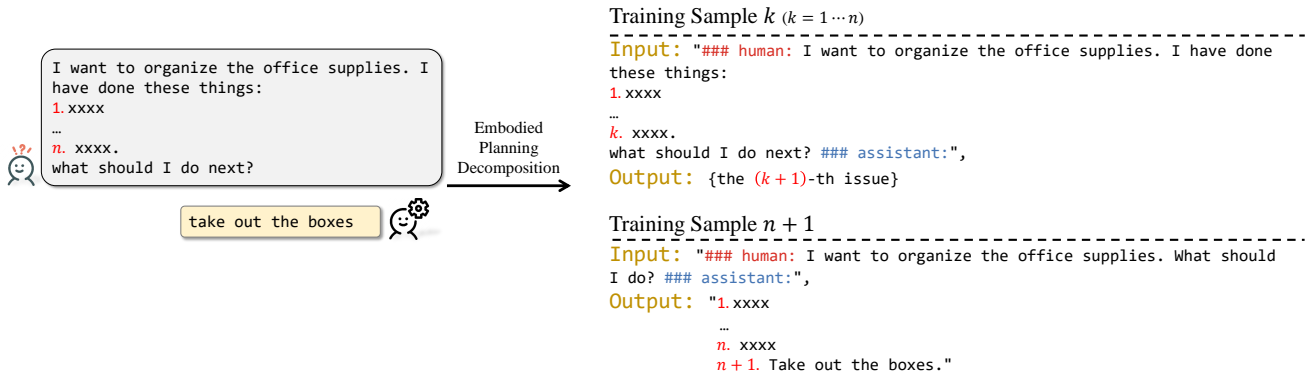 I want to organize the office supplies. I
have done these things:
1. xxxx
…
n. xxxx.
what should I do next?
!?!
take out the boxes
Embodied
Planning
Decomposition
Training Sample k (k = 1 ⋯ n)
Input: "### human: I want to organize the office supplies. I have done
these things:
1. xxxx
…
k. xxxx.
what should I do next? ### assistant:",
Output: {the (k + 1)-th issue}
Training Sample n + 1
Input: "### human: I want to organize the office supplies. What should
I do? ### assistant:",
Output: "1. xxxx
…
n. xxxx
n + 1. Take out the boxes."